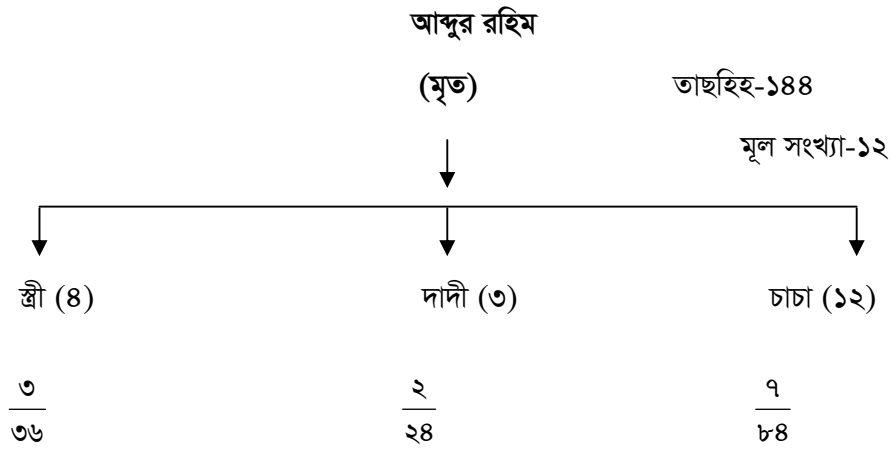 আব্দুর রহিম
(মৃত) তাছহিহ-১৪৪
মূল সংখ্যা-১২
স্ত্রী (৪) দাদী (৩) চাচা (১২)
৩ ২ ৭
৩৬ ২৪ ৮৪